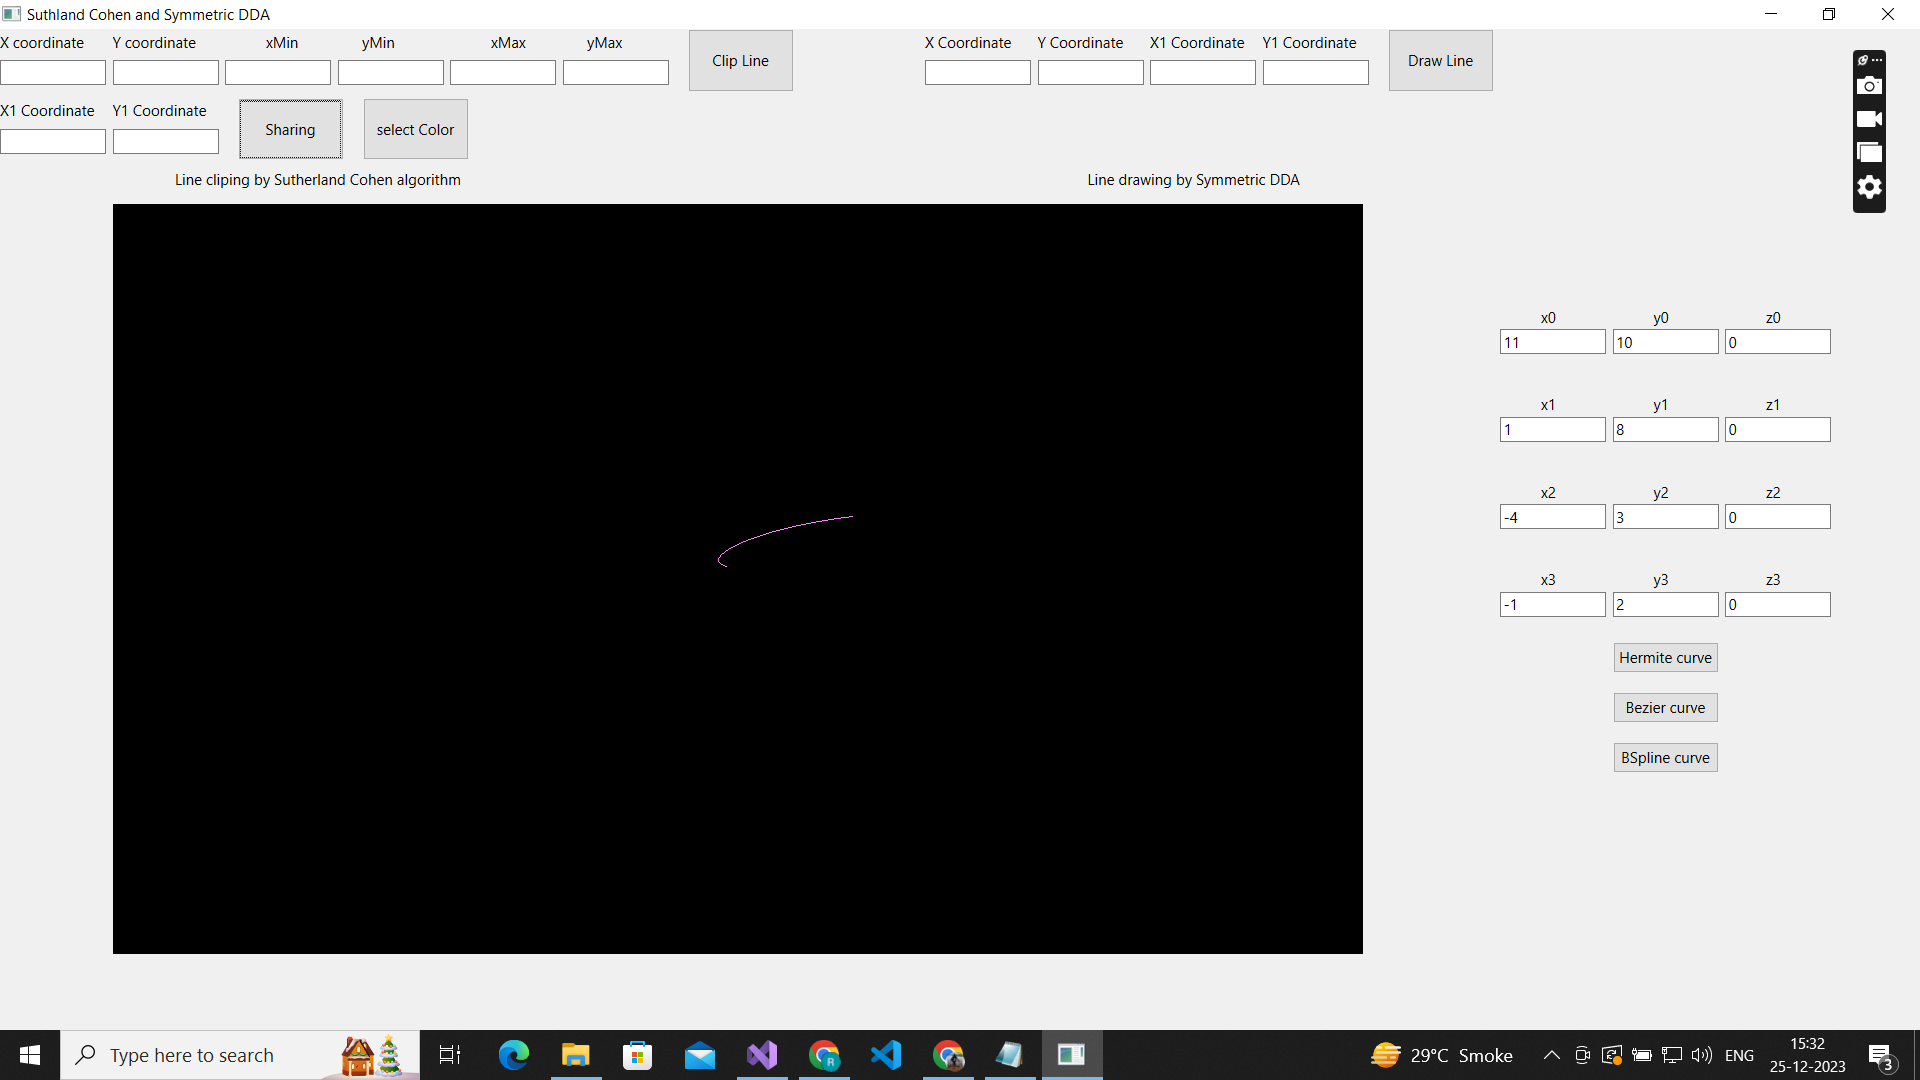 Suthland Cohen and Symmetric DDA
X coordinate Y coordinate xMin yMin xMax yMax Clip Line X Coordinate Y Coordinate X1 Coordinate Y1 Coordinate Draw Line
X1 Coordinate Y1 Coordinate Sharing select Color
Line cliping by Sutherland Cohen algorithm Line drawing by Symmetric DDA
x0 y0 z0
11 10 0
x1 y1 z1
1 8 0
x2 y2 z2
-4 3 0
x3 y3 z3
-1 2 0
Hermite curve
Bezier curve
BSpline curve
Type here to search 29°C Smoke ENG 15:32
25-12-2023 3